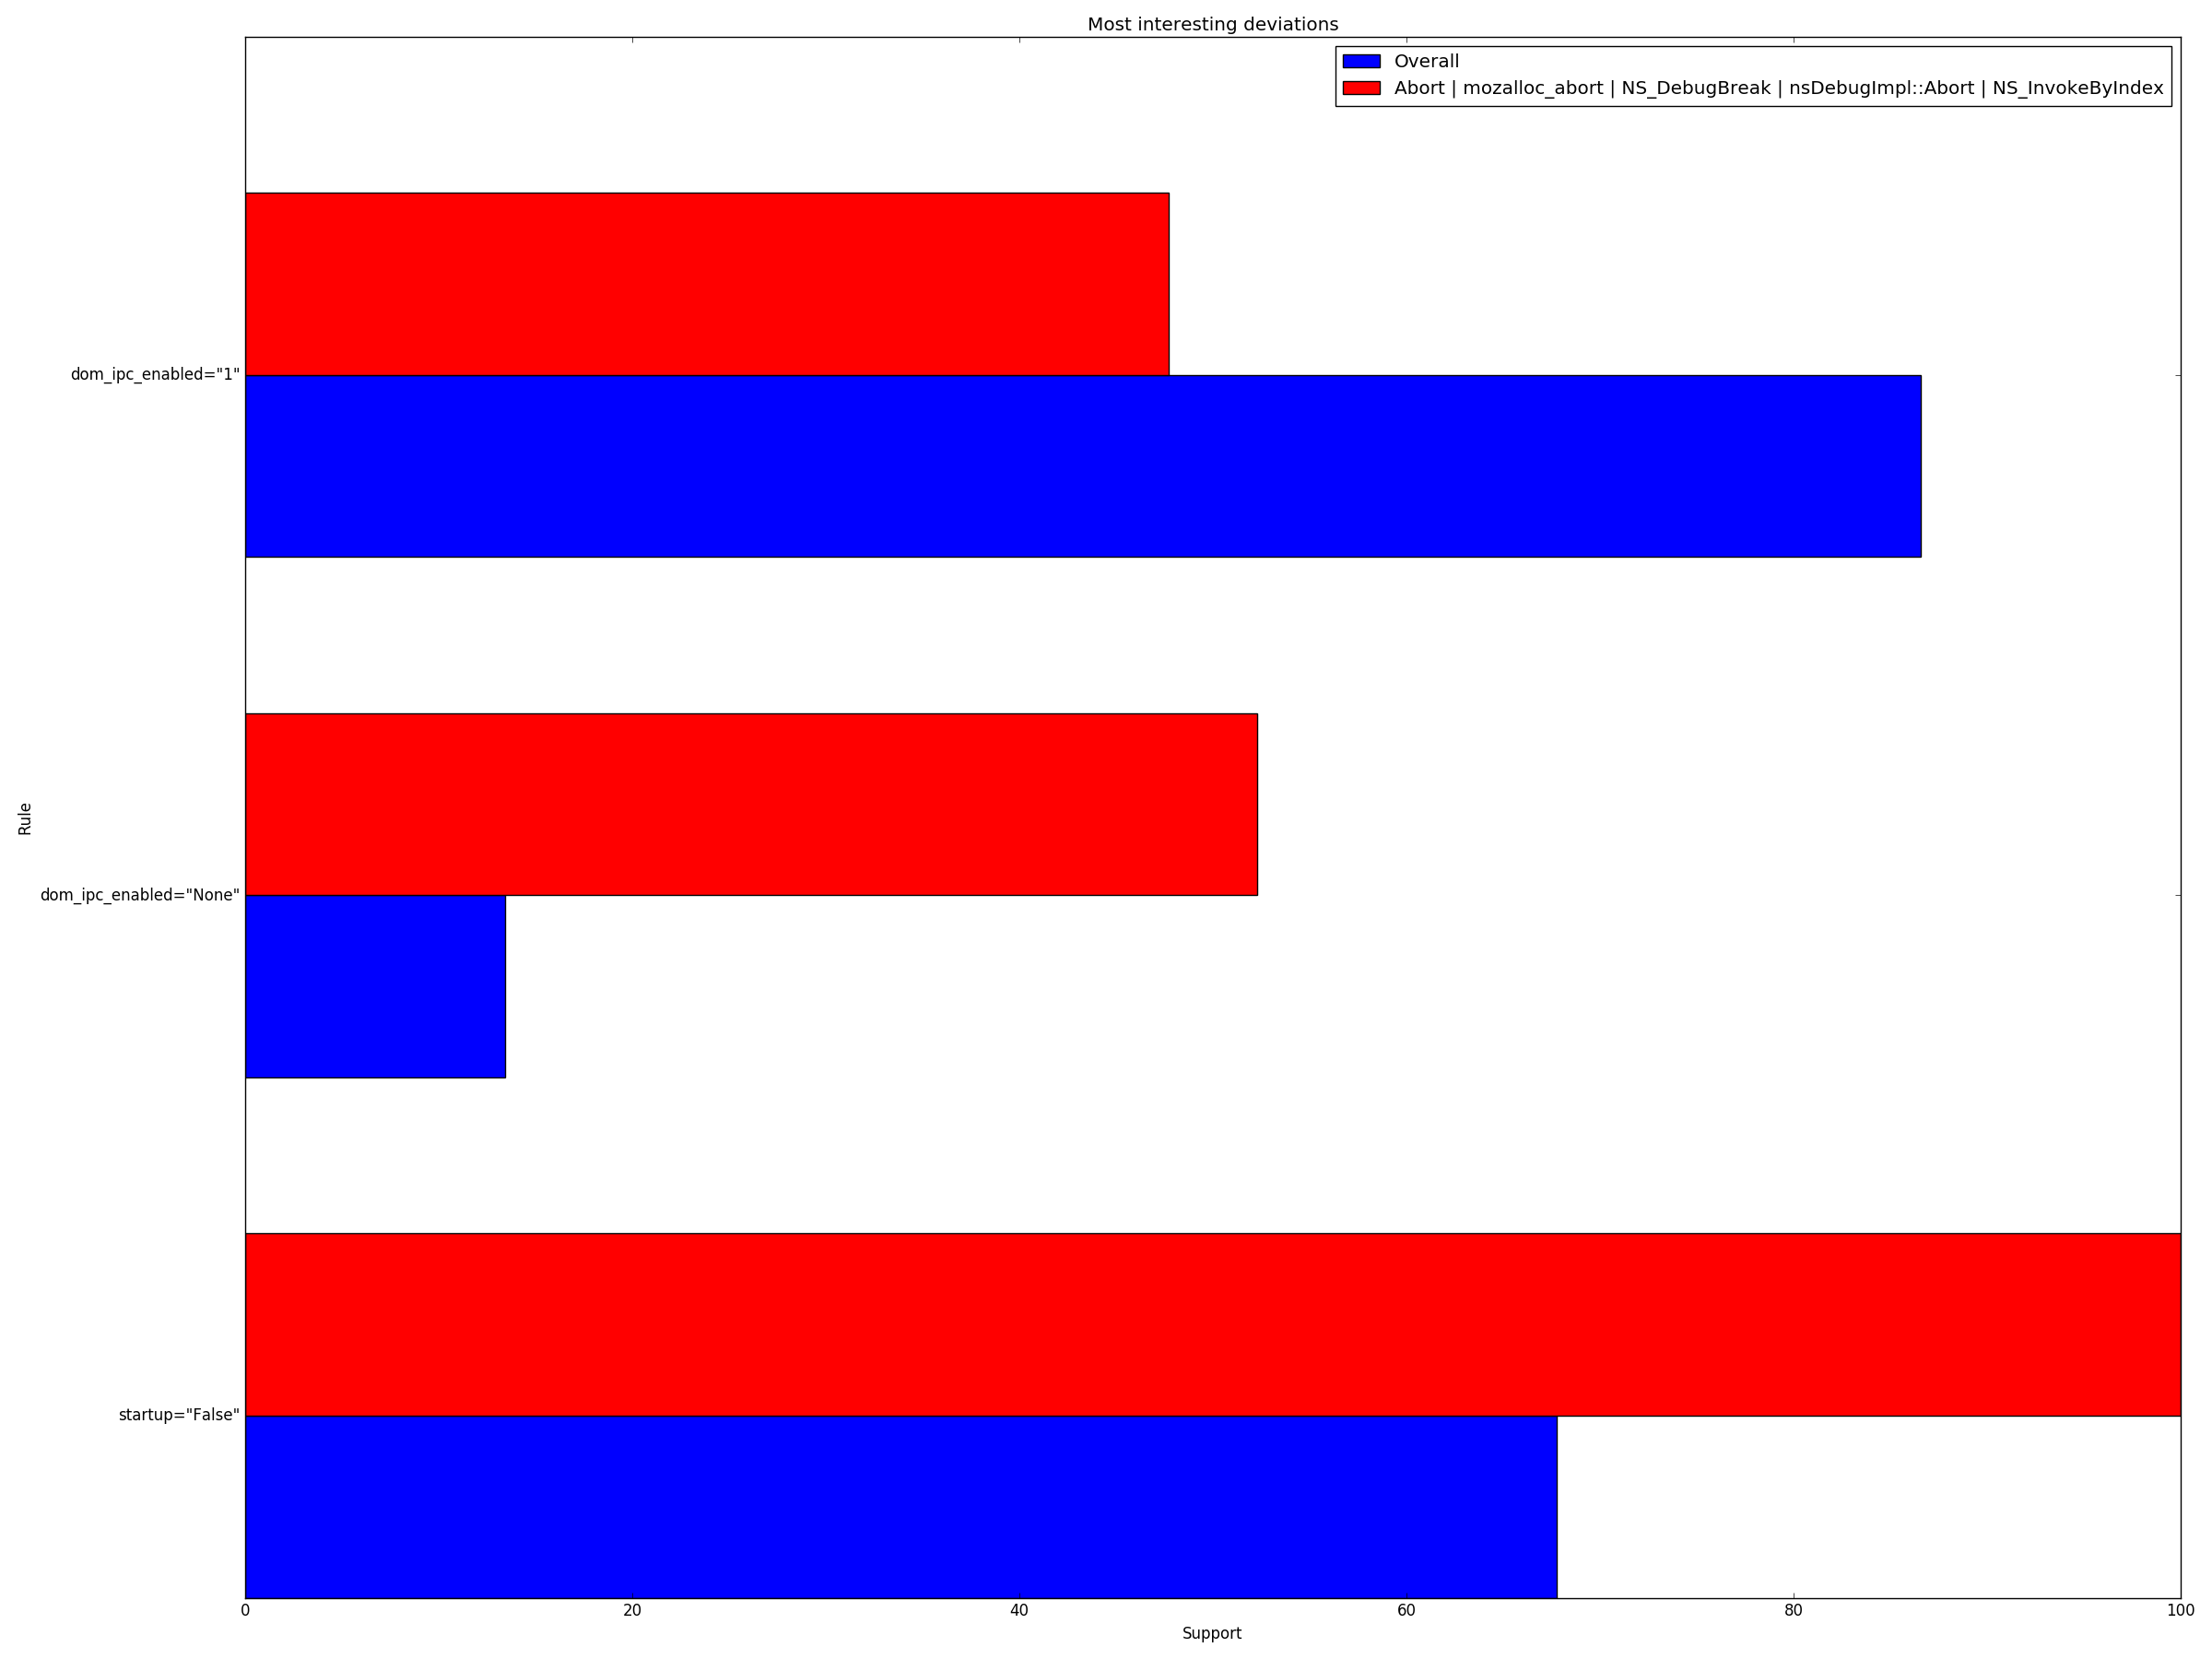 Most interesting deviations
Overall
Abort | mozalloc_abort | NS_DebugBreak | nsDebugImpl::Abort | NS_InvokeByIndex
dom_ipc_enabled="1"
Rule
dom_ipc_enabled="None"
startup="False"
0 20 40 60 80 100
Support